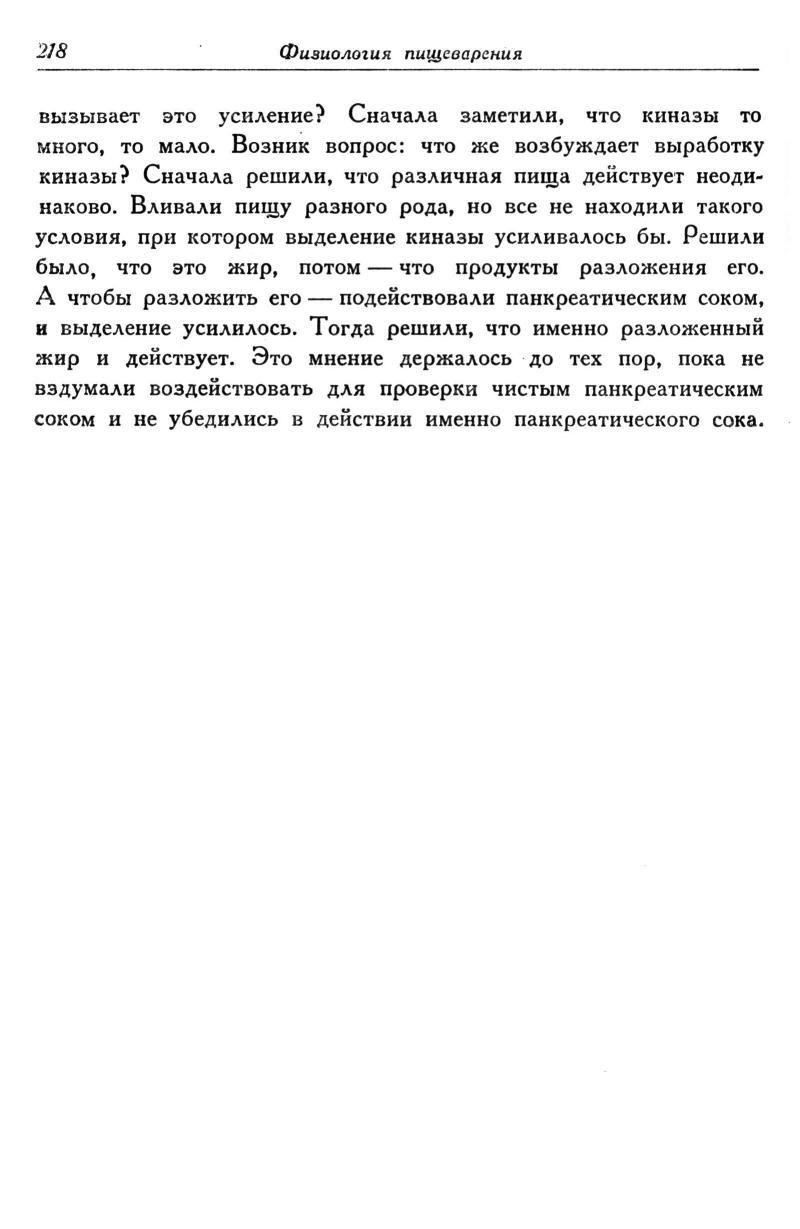 218 Физиология пищеварения
вызывает это усиление? Сначала заметили, что киназы то
много, то мало. Возник вопрос: что же возбуждает выработку
киназы? Сначала решили, что различная пища действует неоди-
наково. Вливали пищу разного рода, но все не находили такого
условия, при котором выделение киназы усиливалось бы. Решили
было, что это жир, потом — что продукты разложения его.
А чтобы разложить его — подействовали панкреатическим соком,
и выделение усилилось. Тогда решили, что именно разложенный
жир и действует. Это мнение держалось до тех пор, пока не
вздумали воздействовать для проверки чистым панкреатическим
соком и не убедились в действии именно панкреатического сока.